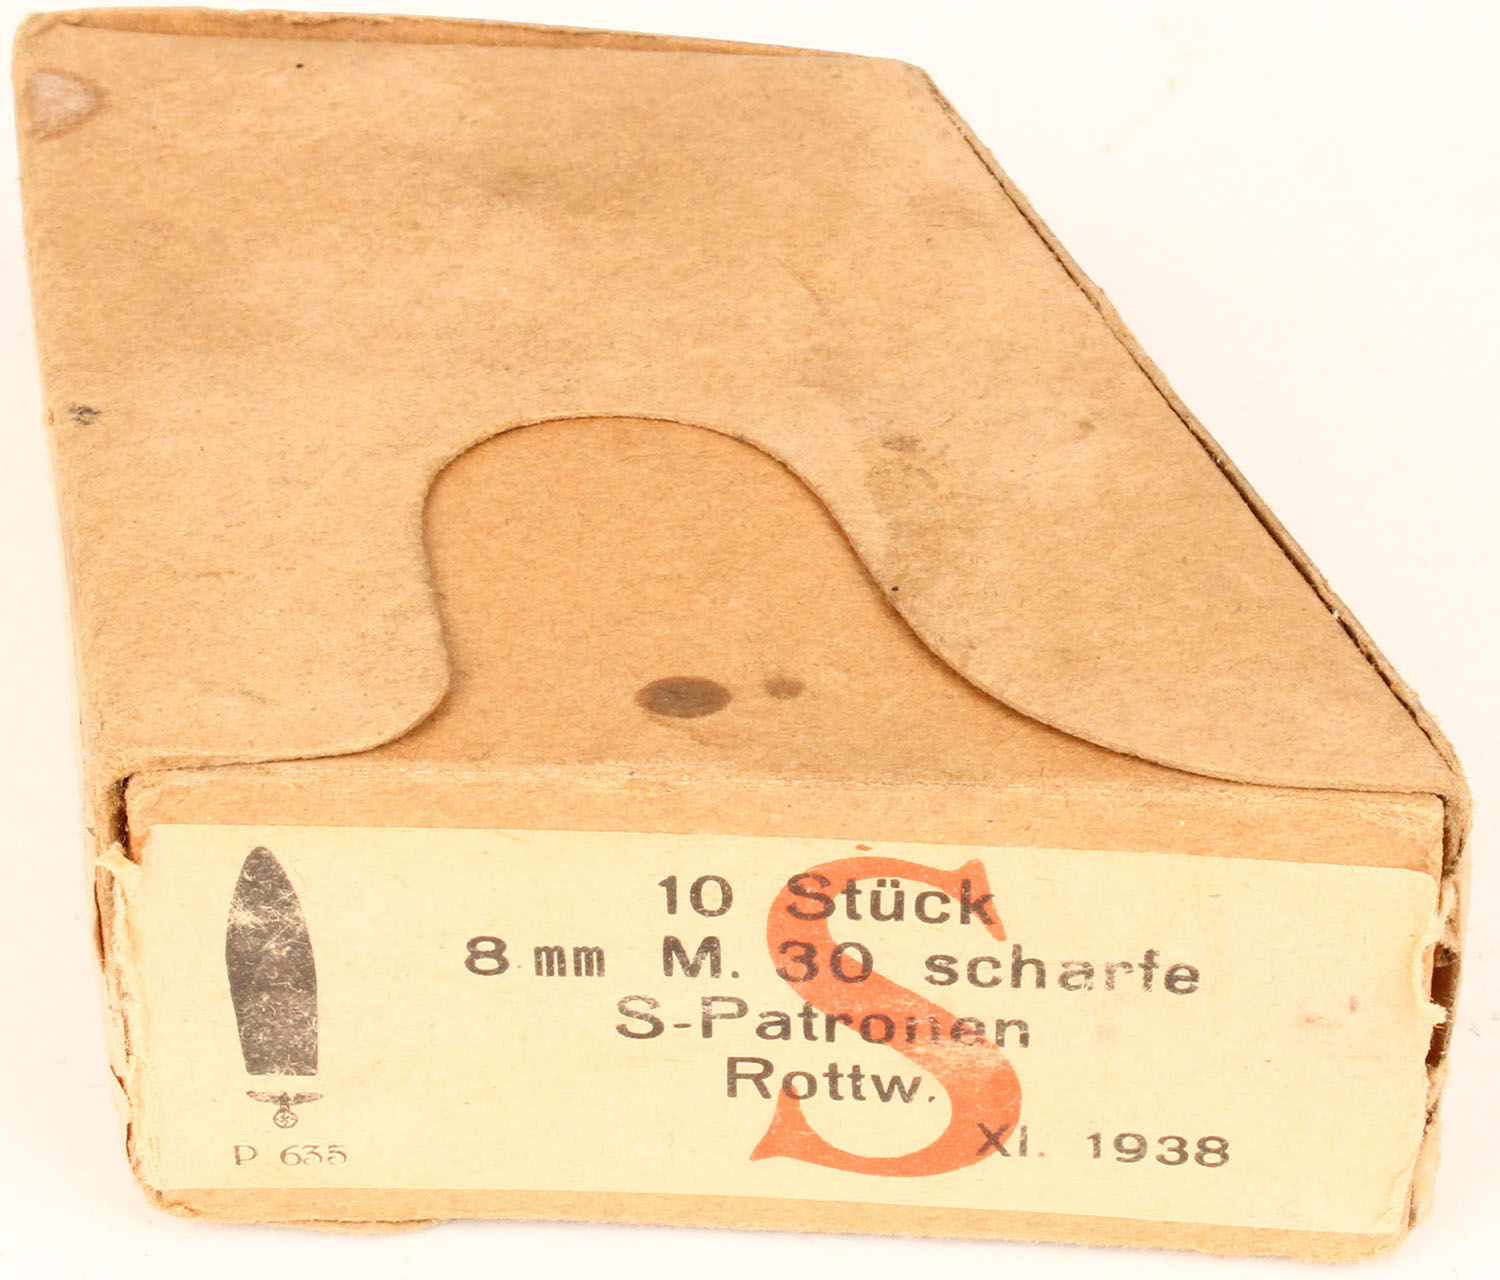 10 Stück
8 mm M. 30 scharfe
S-Patronen
Rottw.
XI. 1938
S
P 635